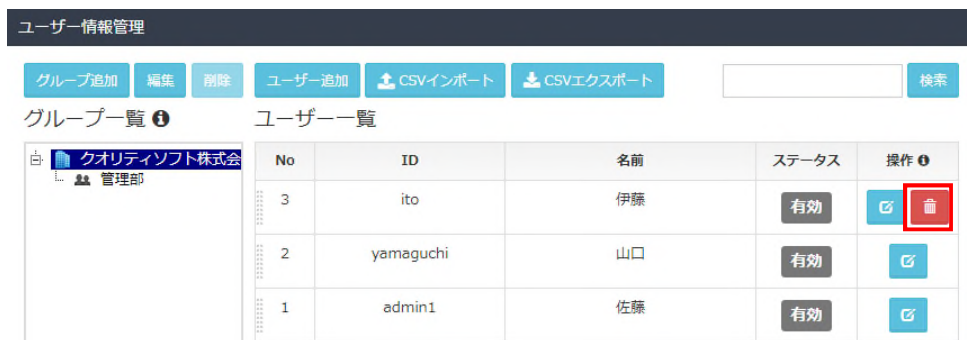 ユーザー情報管理
グループ追加 編集 削除 ユーザー追加 CSVインポート CSVエクスポート 検索
グループ一覧 ユーザー一覧
クオリティソフト株式会
管理部
No ID 名前 ステータス 操作
3 ito 伊藤 有効
2 yamaguchi 山口 有効
1 admin1 佐藤 有効